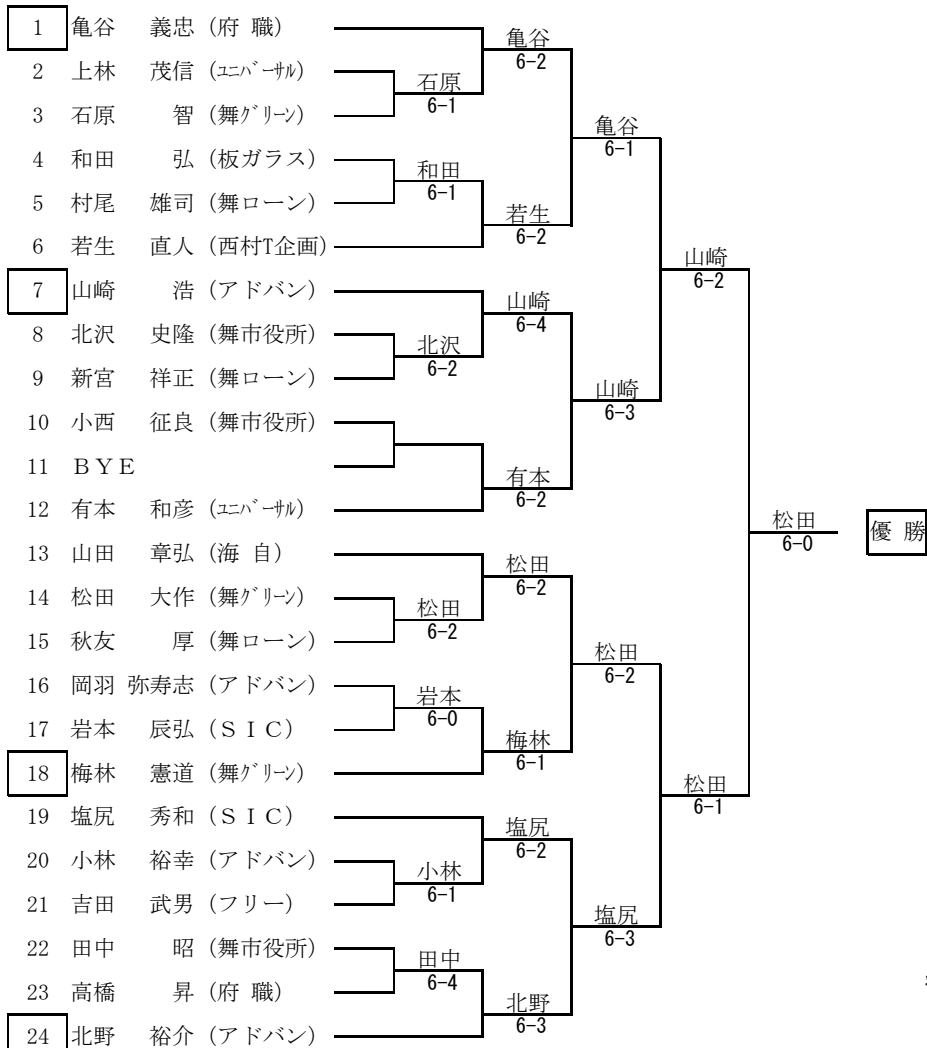 1 亀谷 義忠 (府 職)
亀谷
6-2
2 上林 茂信 (ユニバーサル)
石原
6-1
3 石原 智 (舞グリーン)
亀谷
6-1
4 和田 弘 (板ガラス)
和田
6-1
5 村尾 雄司 (舞ローン)
若生
6-2
6 若生 直人 (西村T企画)
山崎
6-2
7 山崎 浩 (アドバン)
山崎
6-4
8 北沢 史隆 (舞市役所)
北沢
6-2
9 新宮 祥正 (舞ローン)
山崎
6-3
10 小西 征良 (舞市役所)
11 BYE
有本
6-2
12 有本 和彦 (ユニバーサル)
松田
6-0
優 勝
13 山田 章弘 (海 自)
松田
6-2
14 松田 大作 (舞グリーン)
松田
6-2
15 秋友 厚 (舞ローン)
松田
6-2
16 岡羽 弥寿志 (アドバン)
岩本
6-0
17 岩本 辰弘 (SIC)
梅林
6-1
18 梅林 憲道 (舞グリーン)
松田
6-1
19 塩尻 秀和 (SIC)
塩尻
6-2
20 小林 裕幸 (アドバン)
小林
6-1
21 吉田 武男 (フリー)
塩尻
6-3
22 田中 昭 (舞市役所)
田中
6-4
23 高橋 昇 (府 職)
北野
6-3
24 北野 裕介 (アドバン)